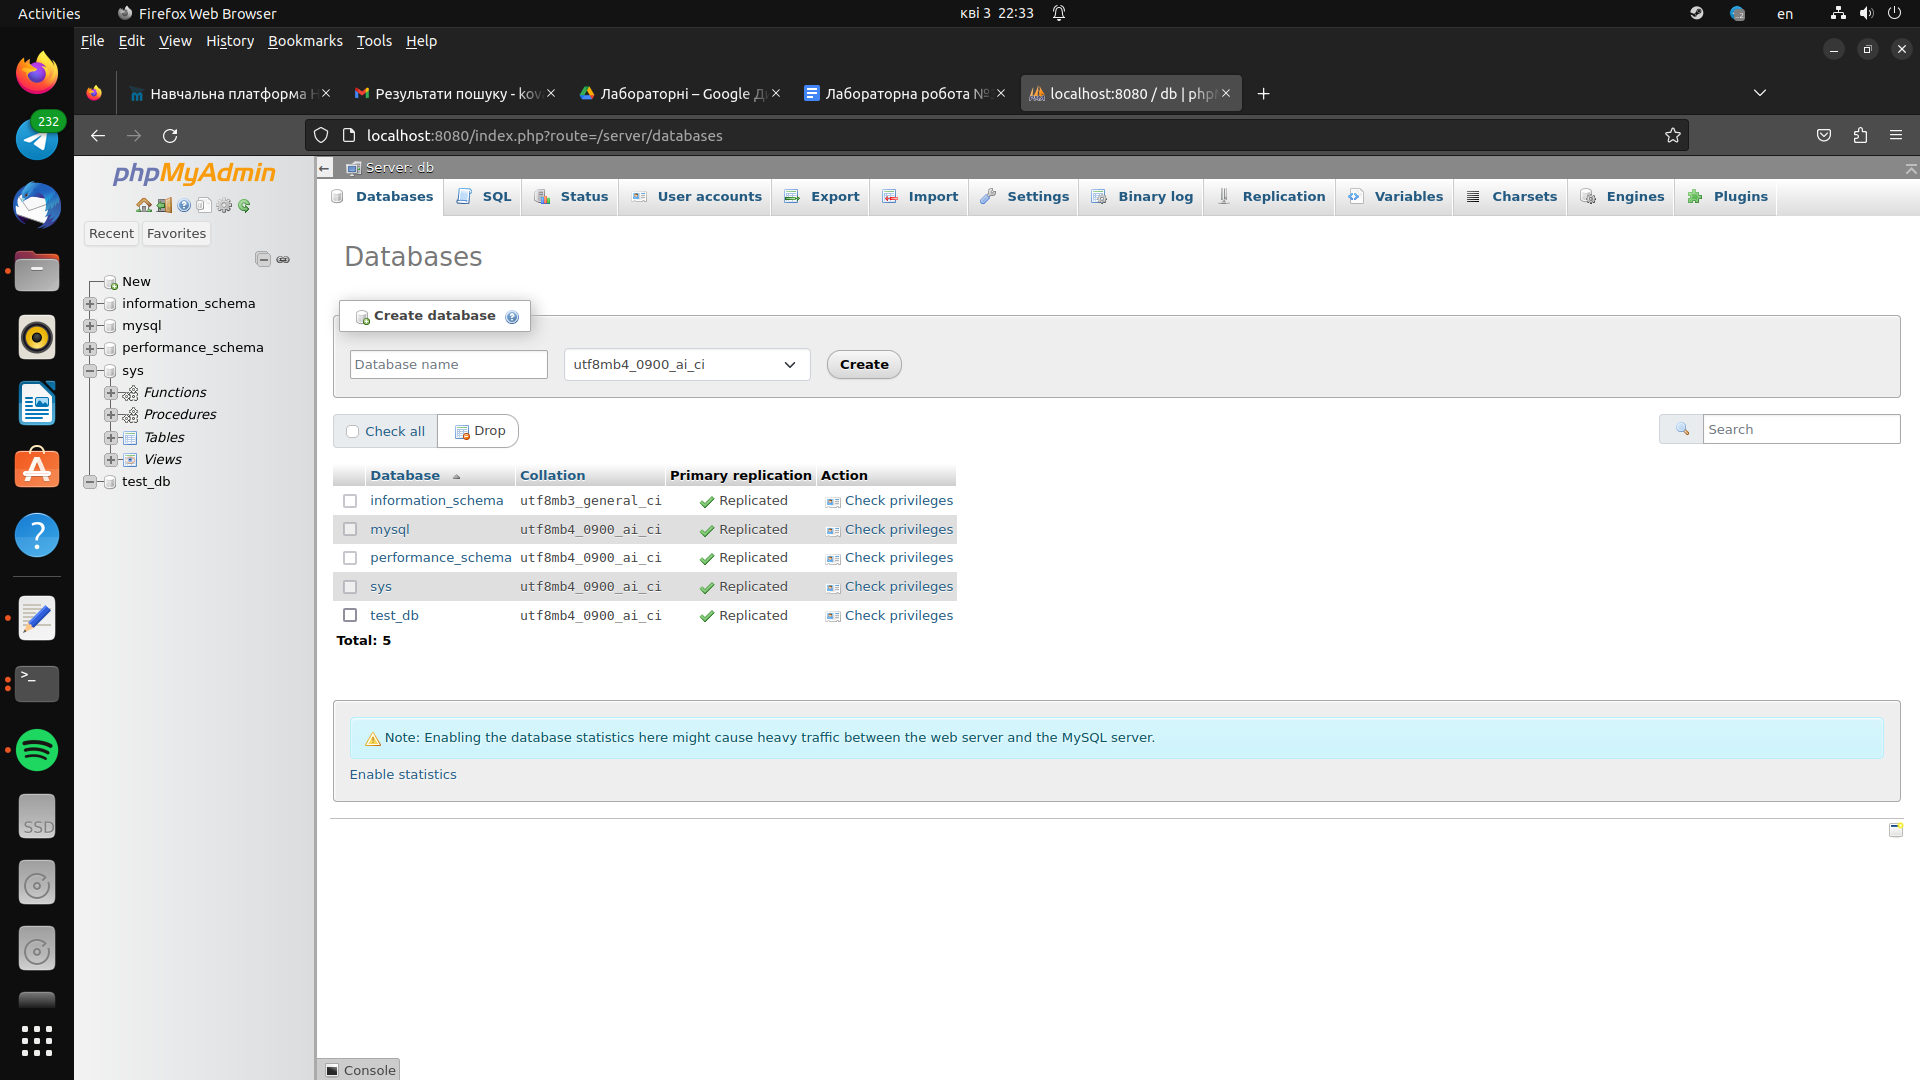 Activities Firefox Web Browser кві 3 22:33 en
File Edit View History Bookmarks Tools Help
Навчальна платформа Результати пошуку - kov Лабораторні – Google Лабораторна робота № localhost:8080 / db | php
localhost:8080/index.php?route=/server/databases
232
phpMyAdmin
Recent Favorites
New
information_schema
mysql
performance_schema
sys
Functions
Procedures
Tables
Views
test_db
Server: db
Databases SQL Status User accounts Export Import Settings Binary log Replication Variables Charsets Engines Plugins
Databases
Create database
Database name utf8mb4_0900_ai_ci Create
Check all Drop Search
Database Collation Primary replication Action
information_schema utf8mb3_general_ci Replicated Check privileges
mysql utf8mb4_0900_ai_ci Replicated Check privileges
performance_schema utf8mb4_0900_ai_ci Replicated Check privileges
sys utf8mb4_0900_ai_ci Replicated Check privileges
test_db utf8mb4_0900_ai_ci Replicated Check privileges
Total: 5
Note: Enabling the database statistics here might cause heavy traffic between the web server and the MySQL server.
Enable statistics
SSD
Console